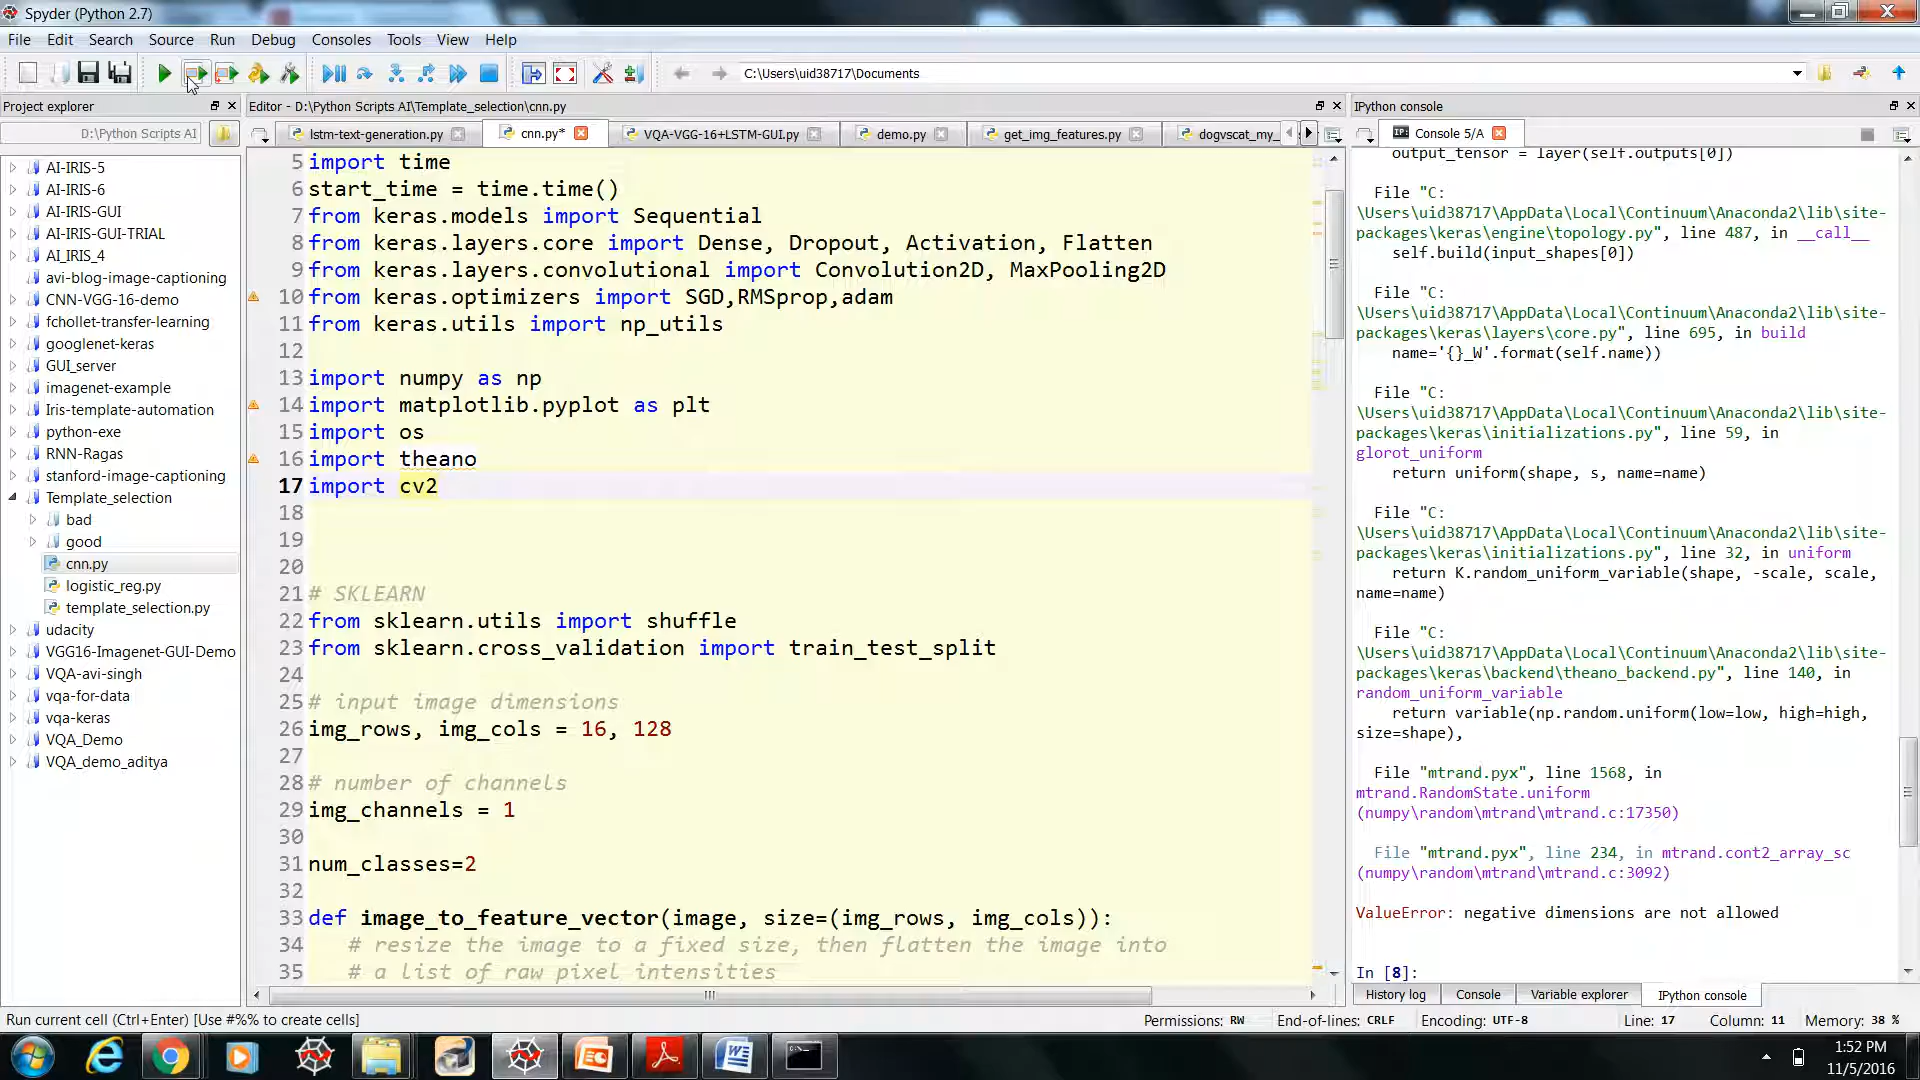 Spyder (Python 2.7)
File Edit Search Source Run Debug Consoles Tools View Help
C:\Users\uid38717\Documents
Project explorer
D:\Python Scripts AI
AI-IRIS-5
AI-IRIS-6
AI-IRIS-GUI
AI-IRIS-GUI-TRIAL
AI_IRIS_4
avi-blog-image-captioning
CNN-VGG-16-demo
fchollet-transfer-learning
googlenet-keras
GUI_server
imagenet-example
Iris-template-automation
python-exe
RNN-Ragas
stanford-image-captioning
Template_selection
bad
good
cnn.py
logistic_reg.py
template_selection.py
udacity
VGG16-Imagenet-GUI-Demo
VQA-avi-singh
vqa-for-data
vqa-keras
VQA_Demo
VQA_demo_aditya
Editor - D:\Python Scripts AI\Template_selection\cnn.py
lstm-text-generation.py cnn.py* VQA-VGG-16+LSTM-GUI.py demo.py get_img_features.py dogvscat_my_
5 import time
6 start_time = time.time()
7 from keras.models import Sequential
8 from keras.layers.core import Dense, Dropout, Activation, Flatten
9 from keras.layers.convolutional import Convolution2D, MaxPooling2D
10 from keras.optimizers import SGD,RMSprop,adam
11 from keras.utils import np_utils
12
13 import numpy as np
14 import matplotlib.pyplot as plt
15 import os
16 import theano
17 import cv2
18
19
20
21 # SKLEARN
22 from sklearn.utils import shuffle
23 from sklearn.cross_validation import train_test_split
24
25 # input image dimensions
26 img_rows, img_cols = 16, 128
27
28 # number of channels
29 img_channels = 1
30
31 num_classes=2
32
33 def image_to_feature_vector(image, size=(img_rows, img_cols)):
34 # resize the image to a fixed size, then flatten the image into
35 # a list of raw pixel intensities
IPython console
IP: Console 5/A
output_tensor = layer(self.outputs[0])
File "C:
\Users\uid38717\AppData\Local\Continuum\Anaconda2\lib\site-
packages\keras\engine\topology.py", line 487, in __call__
self.build(input_shapes[0])
File "C:
\Users\uid38717\AppData\Local\Continuum\Anaconda2\lib\site-
packages\keras\layers\core.py", line 695, in build
name='{}_W'.format(self.name))
File "C:
\Users\uid38717\AppData\Local\Continuum\Anaconda2\lib\site-
packages\keras\initializations.py", line 59, in
glorot_uniform
return uniform(shape, s, name=name)
File "C:
\Users\uid38717\AppData\Local\Continuum\Anaconda2\lib\site-
packages\keras\initializations.py", line 32, in uniform
return K.random_uniform_variable(shape, -scale, scale,
name=name)
File "C:
\Users\uid38717\AppData\Local\Continuum\Anaconda2\lib\site-
packages\keras\backend\theano_backend.py", line 140, in
random_uniform_variable
return variable(np.random.uniform(low=low, high=high,
size=shape),
File "mtrand.pyx", line 1568, in
mtrand.RandomState.uniform
(numpy\random\mtrand\mtrand.c:17350)
File "mtrand.pyx", line 234, in mtrand.cont2_array_sc
(numpy\random\mtrand\mtrand.c:3092)
ValueError: negative dimensions are not allowed
In [8]:
History log Console Variable explorer IPython console
Run current cell (Ctrl+Enter) [Use #%% to create cells]
Permissions: RW End-of-lines: CRLF Encoding: UTF-8 Line: 17 Column: 11 Memory: 38 %
1:52 PM
11/5/2016